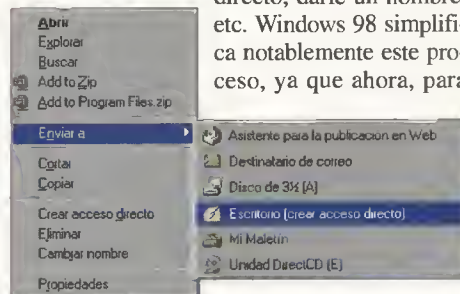 directo, darle un nombre
etc. Windows 98 simplifi-
ca notablemente este pro-
ceso, ya que ahora, para
Abrir
Explorar
Buscar
Add to Zip
Add to Program Files.zip
Enviar a
Cortar
Copiar
Crear acceso directo
Eliminar
Cambiar nombre
Propiedades
Asistente para la publicación en Web
Destinatario de correo
Disco de 3½ (A)
Escritorio (crear acceso directo)
Mi Maletín
Unidad DirectCD (E)